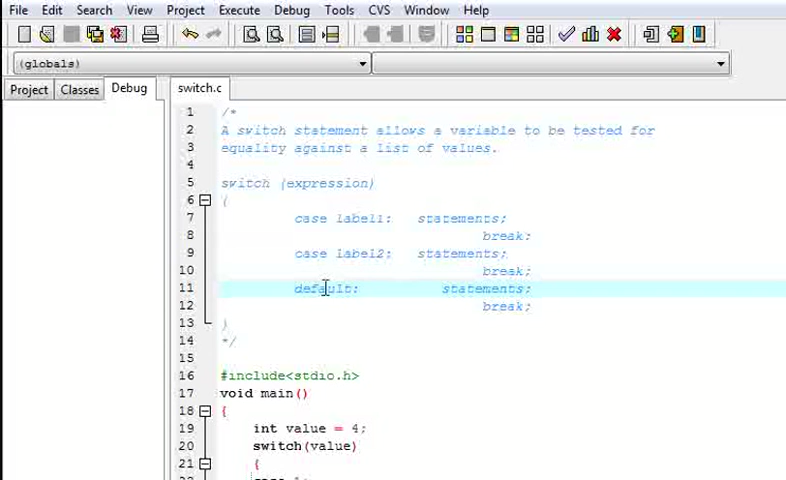 File Edit Search View Project Execute Debug Tools CVS Window Help
(globals)
Project Classes Debug switch.c
1 /*
2 A switch statement allows a variable to be tested for
3 equality against a list of values.
4
5 switch (expression)
6 {
7 case label1: statements;
8 break;
9 case label2: statements;
10 break;
11 default: statements;
12 break;
13 }
14 */
15
16 #include<stdio.h>
17 void main()
18 {
19 int value = 4;
20 switch(value)
21 {